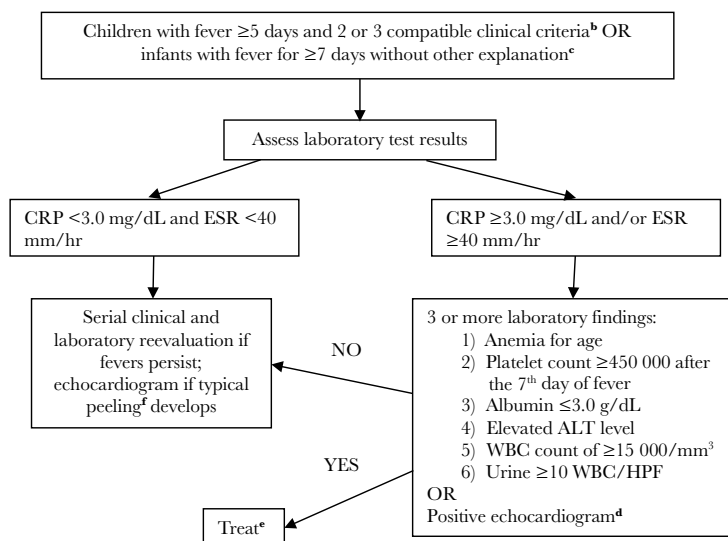 Children with fever ≥5 days and 2 or 3 compatible clinical criteriaᵇ OR
infants with fever for ≥7 days without other explanationᶜ
Assess laboratory test results
CRP <3.0 mg/dL and ESR <40
mm/hr
CRP ≥3.0 mg/dL and/or ESR
≥40 mm/hr
Serial clinical and
laboratory reevaluation if
fevers persist;
echocardiogram if typical
peelingᶠ develops
NO
3 or more laboratory findings:
1) Anemia for age
2) Platelet count ≥450 000 after
the 7ᵗʰ day of fever
3) Albumin ≤3.0 g/dL
4) Elevated ALT level
5) WBC count of ≥15 000/mm³
6) Urine ≥10 WBC/HPF
OR
Positive echocardiogramᵈ
YES
Treatᵉ